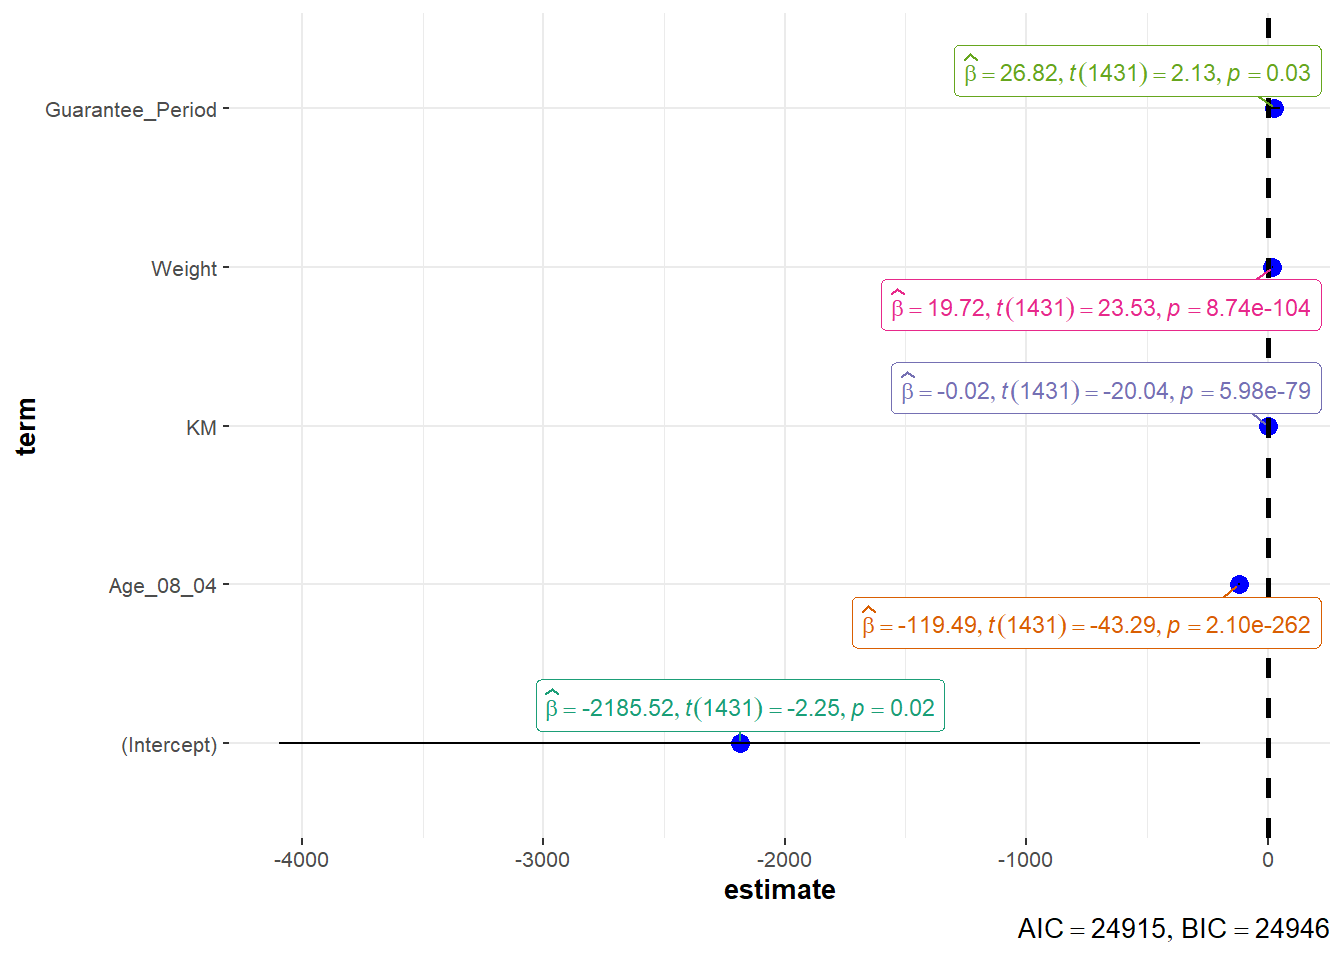 β̂ = 26.82, t(1431) = 2.13, p = 0.03
Guarantee_Period
Weight
β̂ = 19.72, t(1431) = 23.53, p = 8.74e-104
β̂ = -0.02, t(1431) = -20.04, p = 5.98e-79
KM
term
Age_08_04
β̂ = -119.49, t(1431) = -43.29, p = 2.10e-262
β̂ = -2185.52, t(1431) = -2.25, p = 0.02
(Intercept)
-4000 -3000 -2000 -1000 0
estimate
AIC = 24915, BIC = 24946